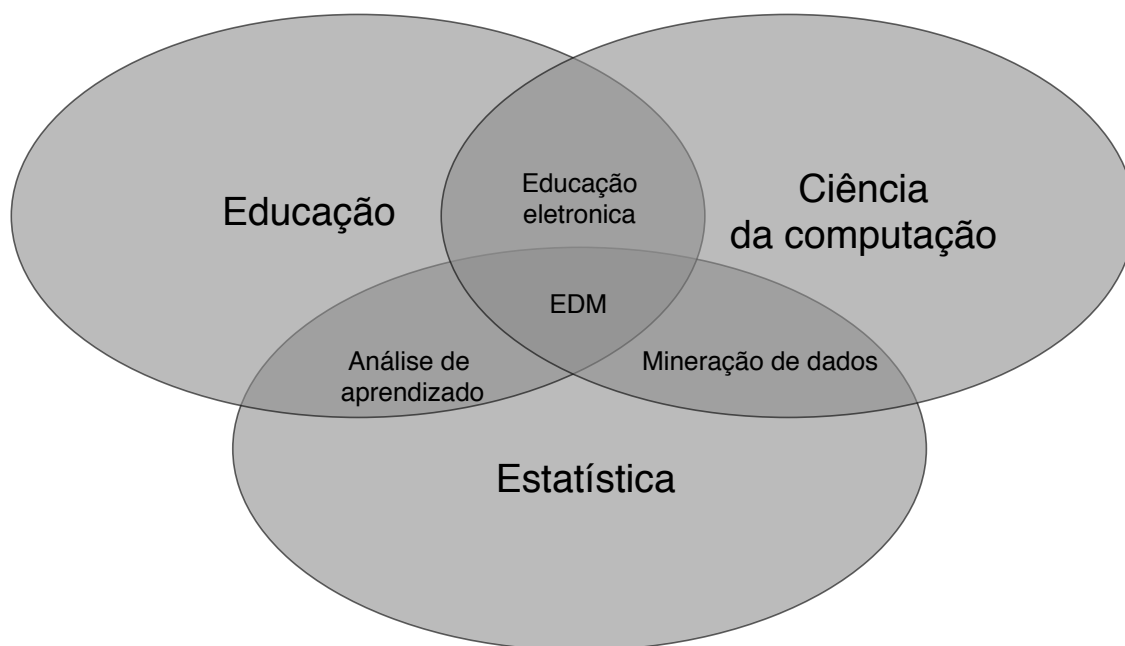 Educação
Educação
eletronica
Ciência
da computação
EDM
Análise de
aprendizado
Mineração de dados
Estatística